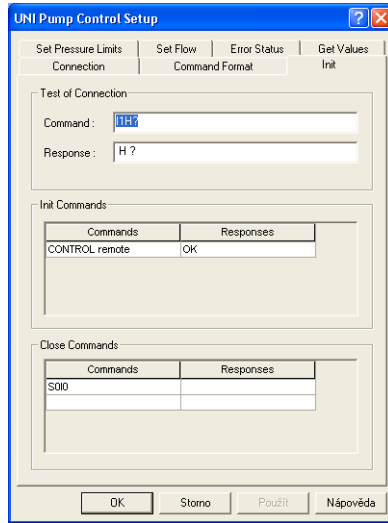 UNI Pump Control Setup
Set Pressure Limits Set Flow Error Status Get Values
Connection Command Format Init
Test of Connection
Command : /1H?
Response : H ?
Init Commands
Commands Responses
CONTROL remote OK
Close Commands
Commands Responses
S0I0
OK Storno Použít Nápověda